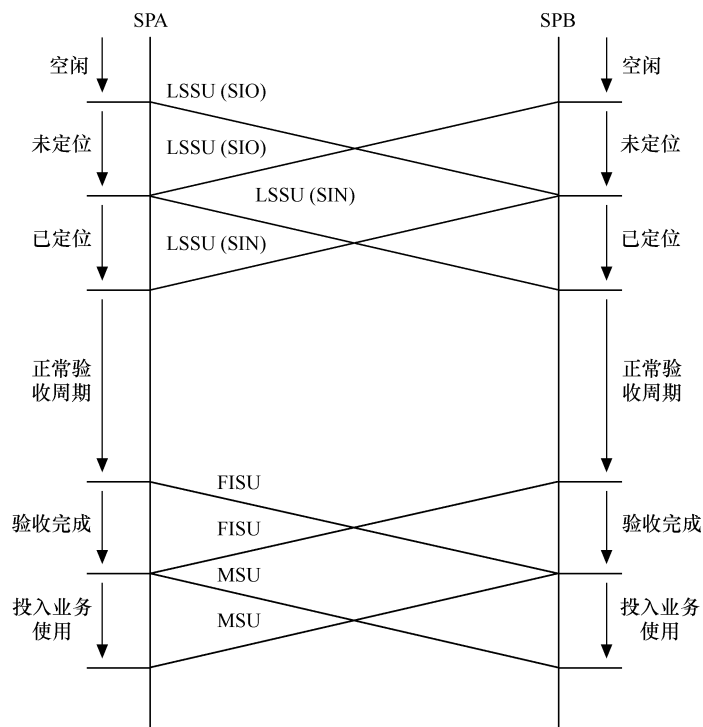 SPA SPB
空闲 空闲
LSSU (SIO)
未定位 LSSU (SIO) 未定位
LSSU (SIN)
已定位 LSSU (SIN) 已定位
正常验 正常验
收周期 收周期
FISU
验收完成 FISU 验收完成
MSU
投入业务 MSU 投入业务
使用 使用